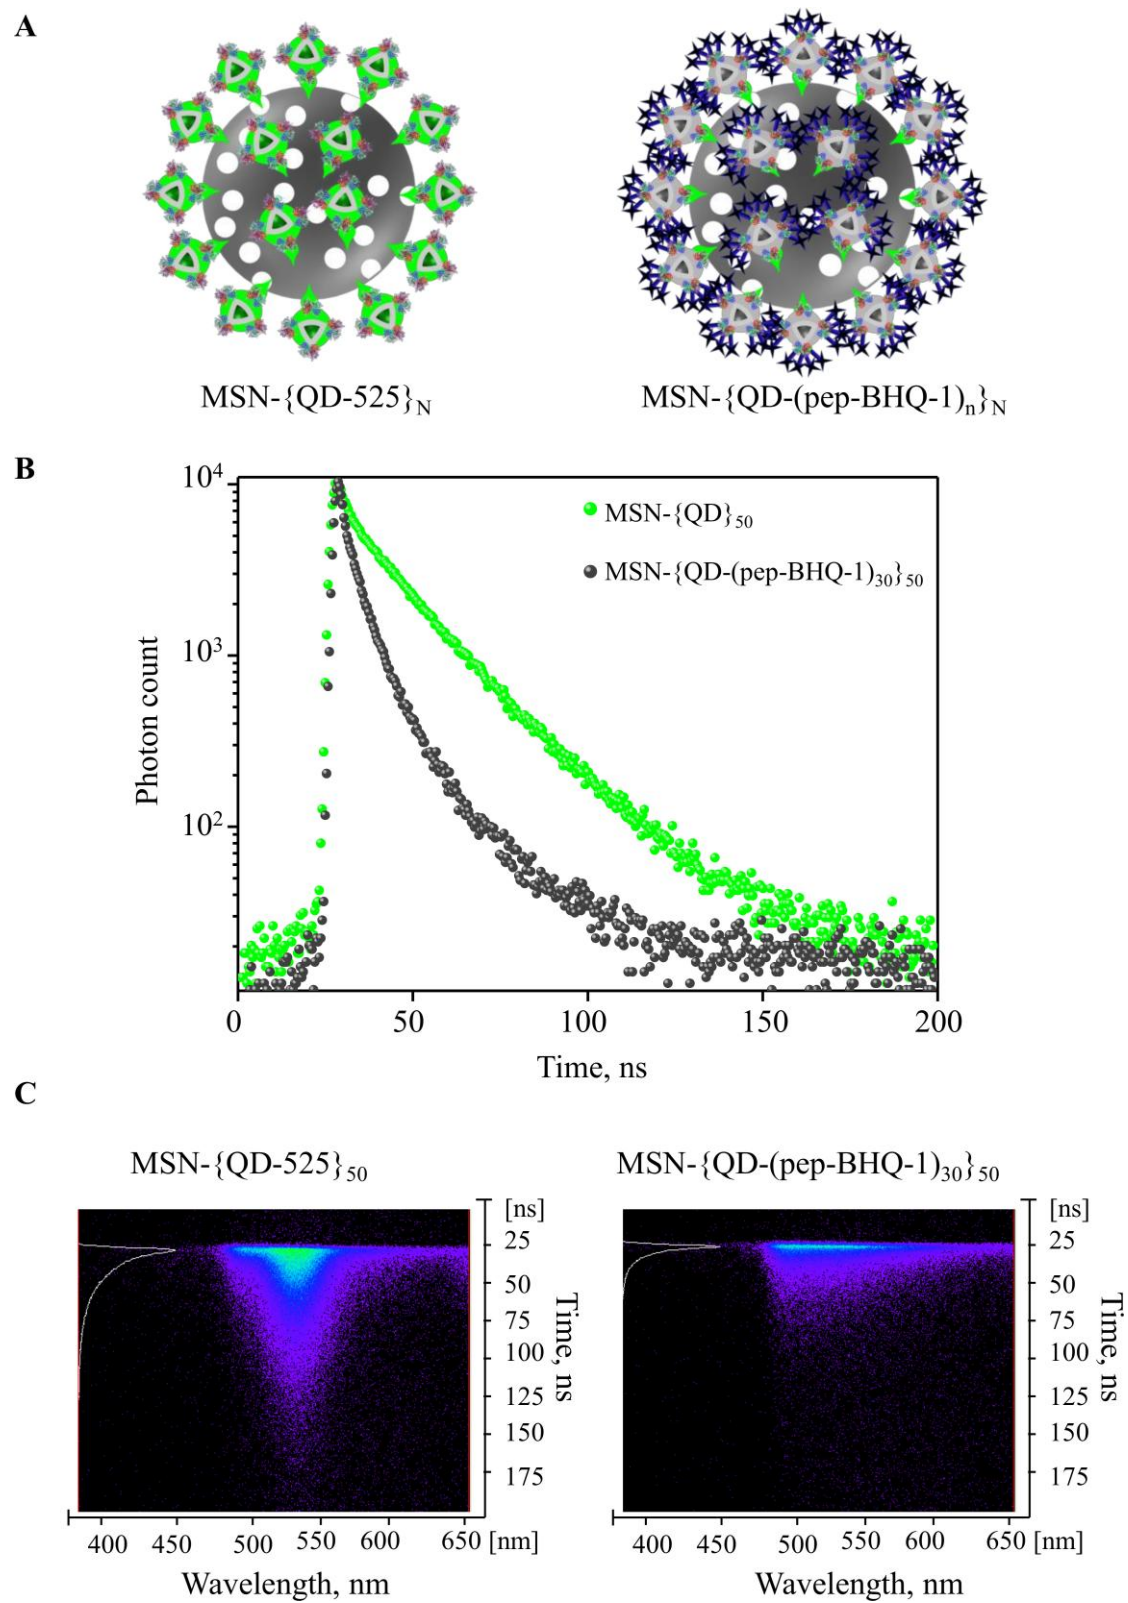 A
MSN-{QD-525}N
MSN-{QD-(pep-BHQ-1)n}N
B
10^4
10^3
10^2
Photon count
MSN-{QD}50
MSN-{QD-(pep-BHQ-1)30}50
0 50 100 150 200
Time, ns
C
MSN-{QD-525}50
[ns]
25
50
75
100
125
150
175
Time, ns
400 450 500 550 600 650 [nm]
Wavelength, nm
MSN-{QD-(pep-BHQ-1)30}50
[ns]
25
50
75
100
125
150
175
Time, ns
400 450 500 550 600 650 [nm]
Wavelength, nm